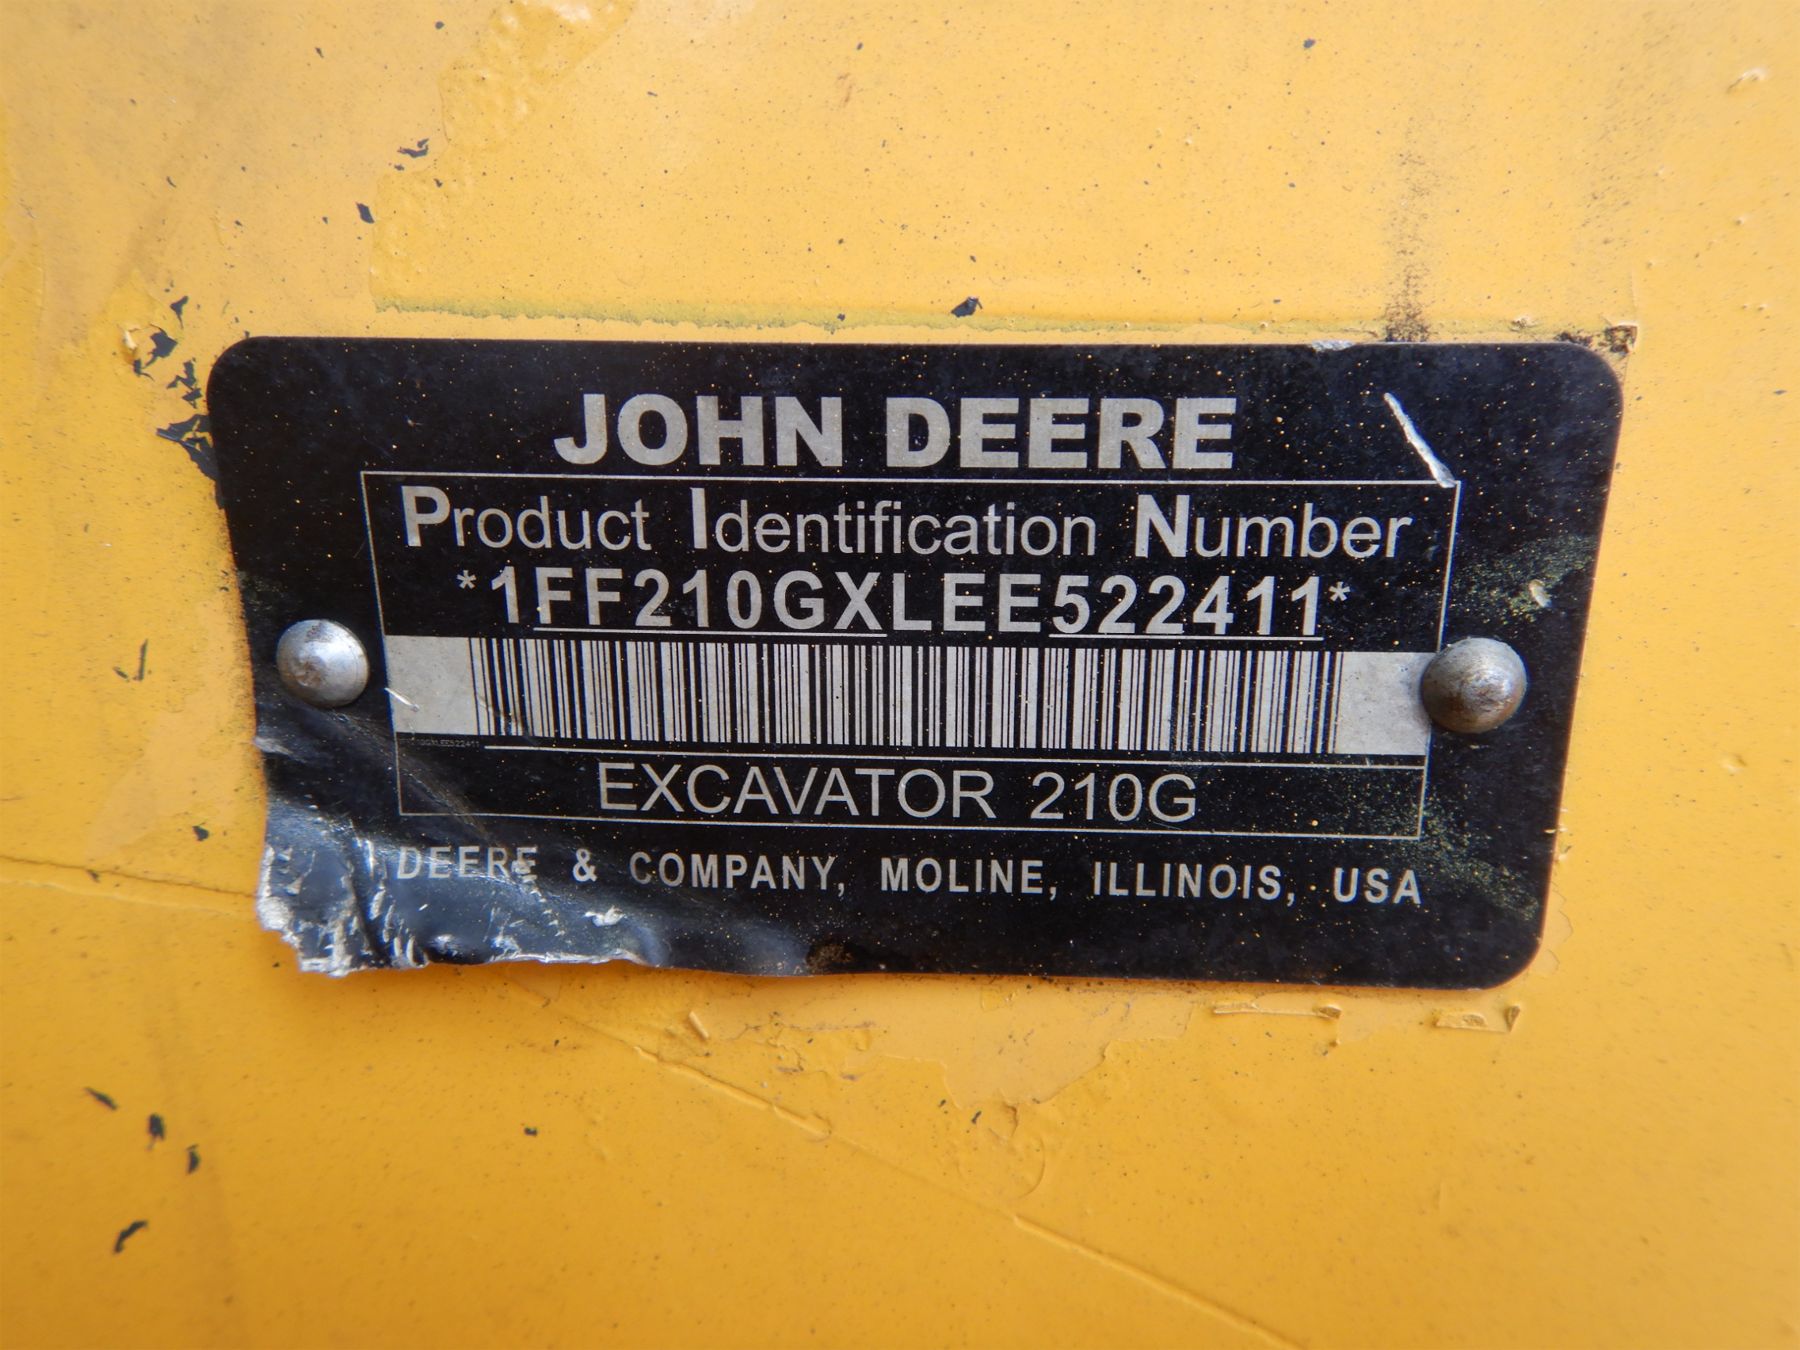 JOHN DEERE
Product Identification Number
*1FF210GXLEE522411*
EXCAVATOR 210G
DEERE & COMPANY, MOLINE, ILLINOIS, USA